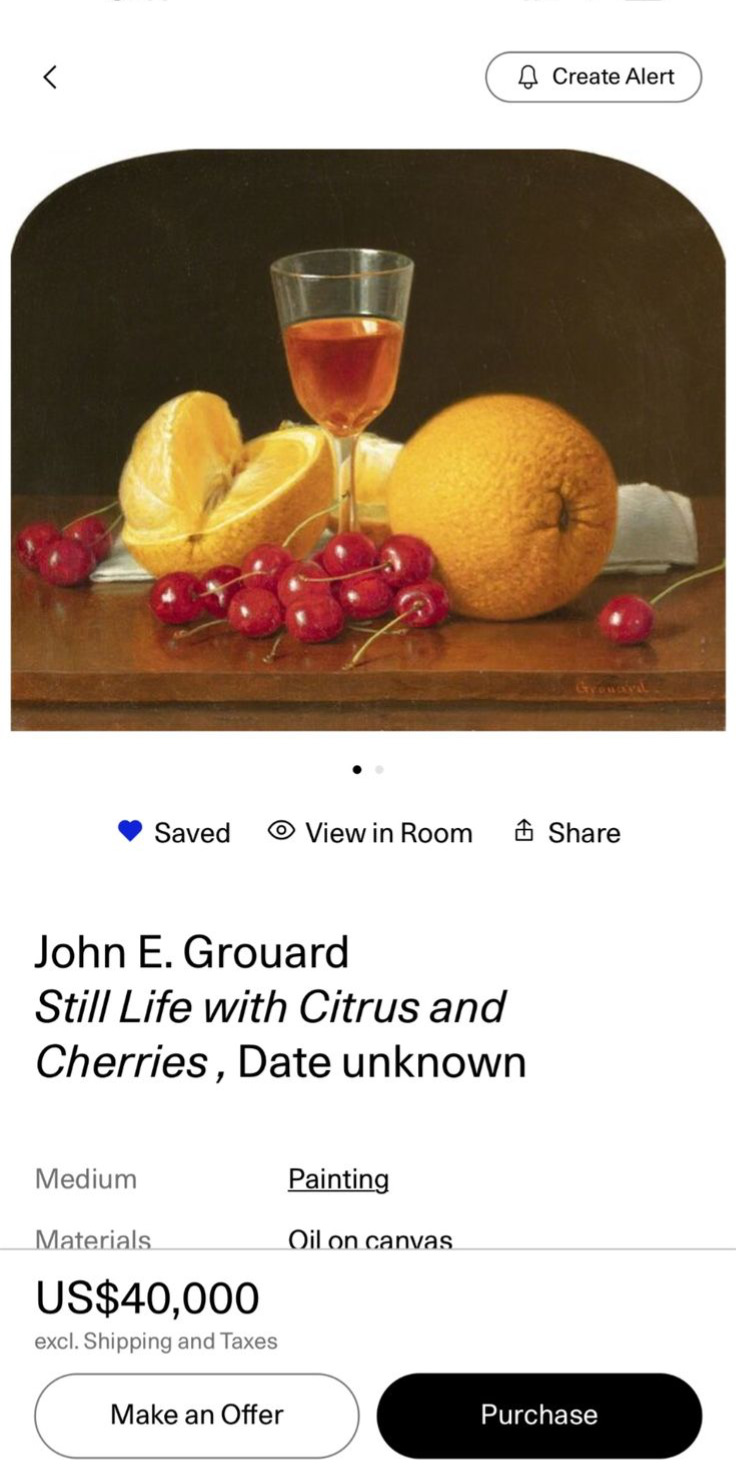 Create Alert
Grouard
Saved
View in Room
Share
John E. Grouard
Still Life with Citrus and
Cherries , Date unknown
Medium
Painting
Materials
Oil on canvas
US$40,000
excl. Shipping and Taxes
Make an Offer
Purchase